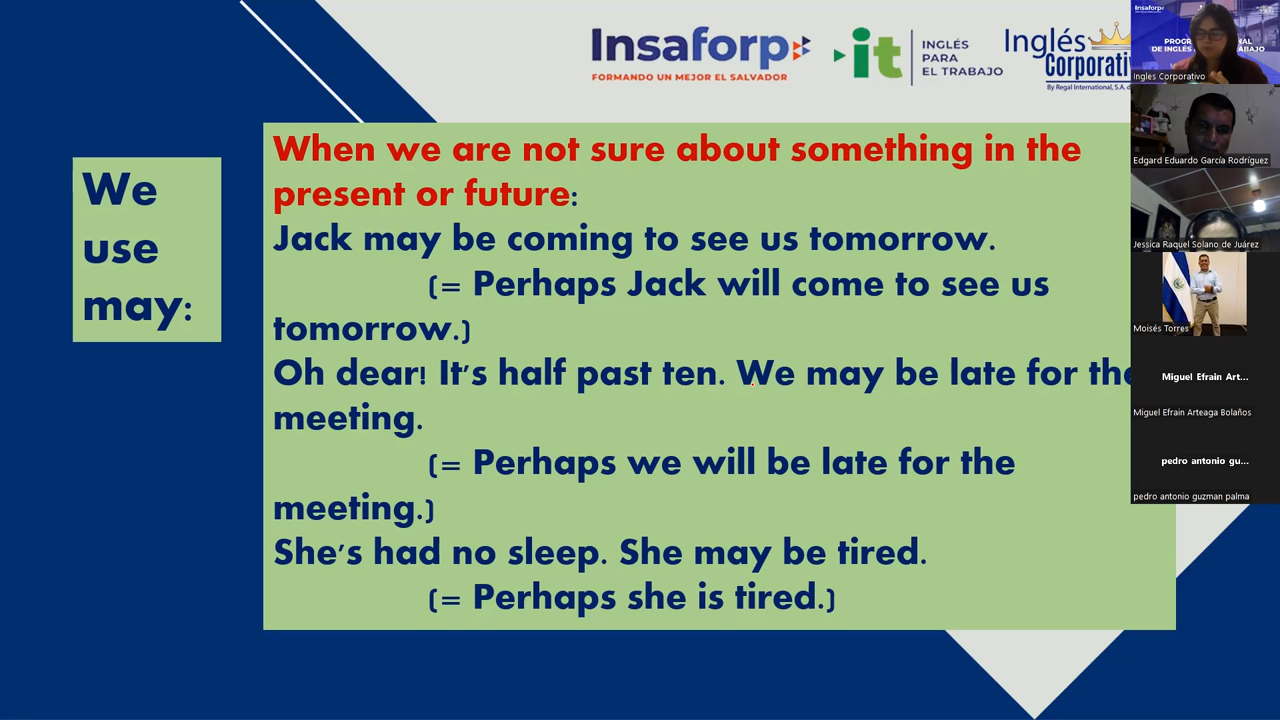 Insaforp
FORMANDO UN MEJOR EL SALVADOR
it
INGLÉS
PARA
EL TRABAJO
Inglés
Corporativ
By Regal International, S.A. d
We
use
may:
When we are not sure about something in the
present or future:
Jack may be coming to see us tomorrow.
(= Perhaps Jack will come to see us
tomorrow.)
Oh dear! It's half past ten. We may be late for the
meeting.
(= Perhaps we will be late for the
meeting.)
She's had no sleep. She may be tired.
(= Perhaps she is tired.)
Insaforp
Ingles Corporativo
Edgard Eduardo García Rodríguez
Jessica Raquel Solano de Juárez
Moisés Torres
Miguel Efrain Art...
Miguel Efrain Arteaga Bolaños
pedro antonio gu...
pedro antonio guzman palma